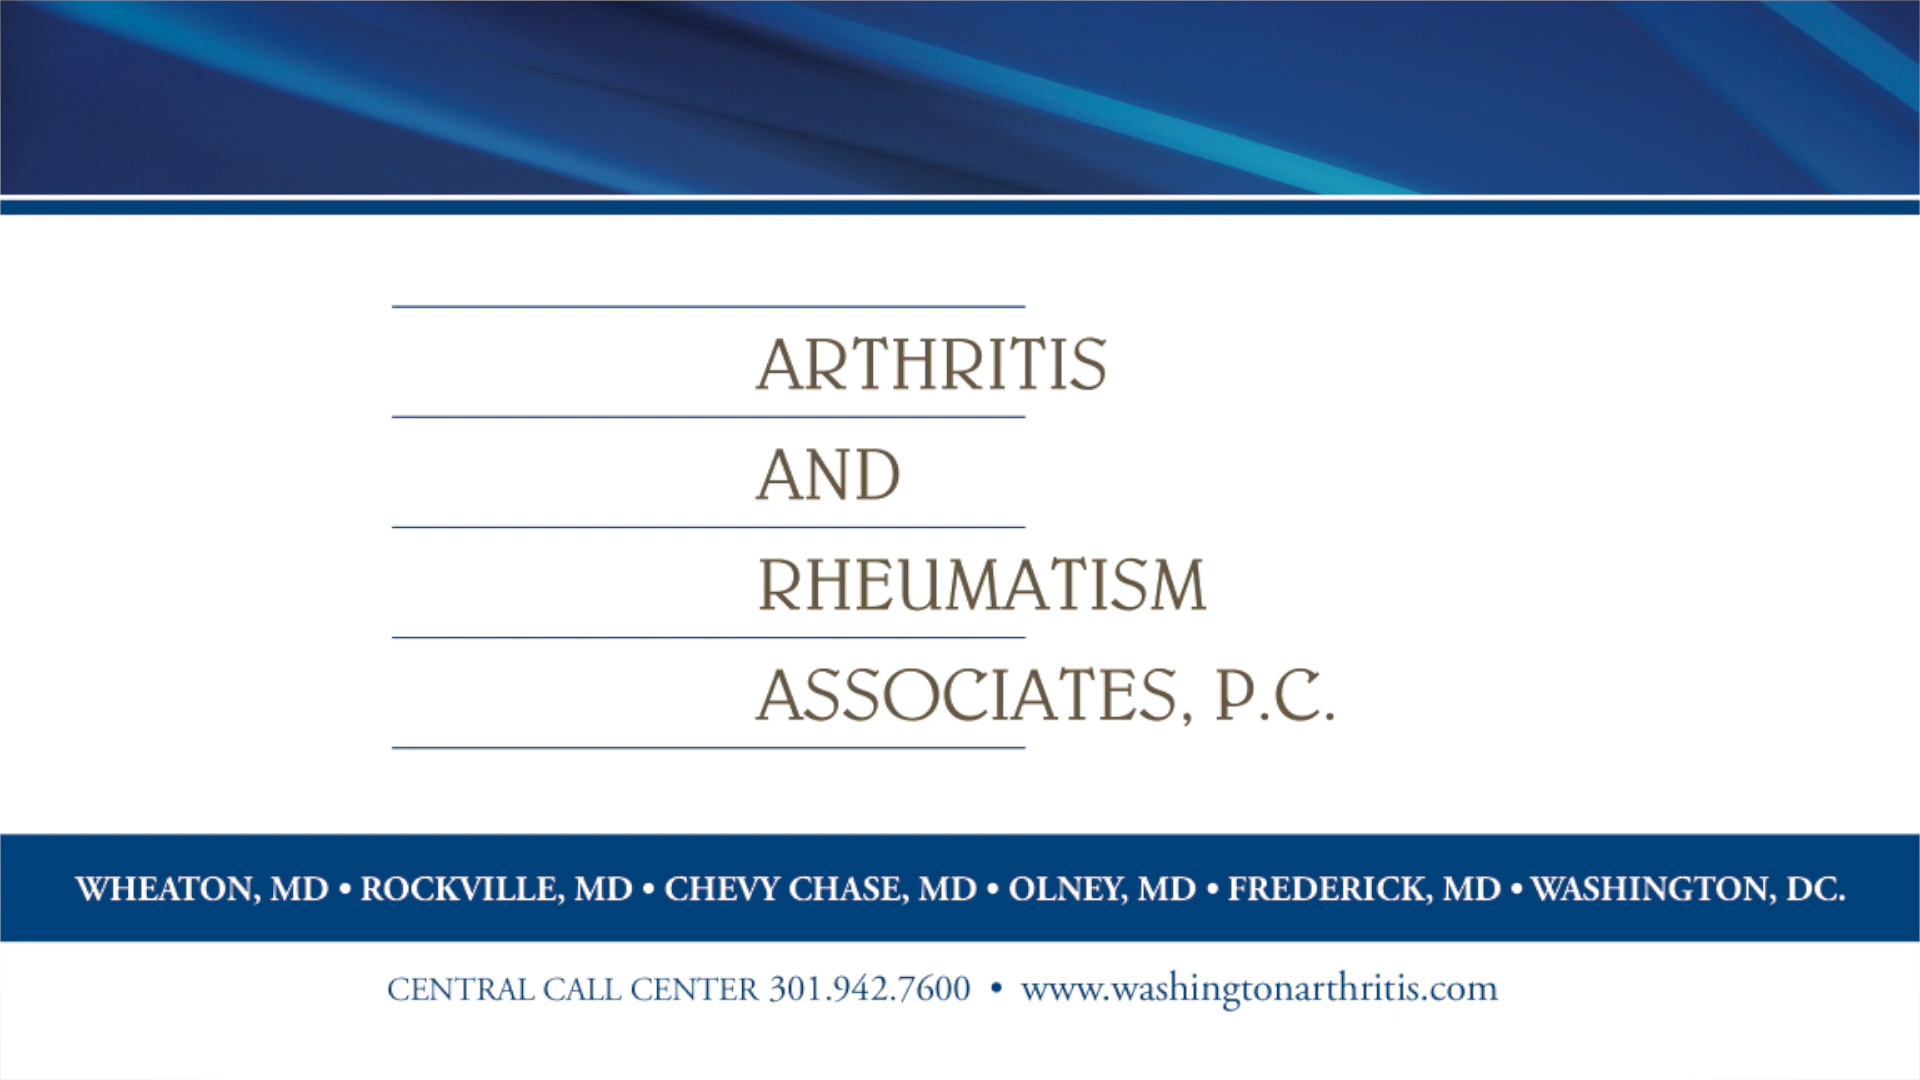 ARTHRITIS
AND
RHEUMATISM
ASSOCIATES, P.C.
WHEATON, MD • ROCKVILLE, MD • CHEVY CHASE, MD • OLNEY, MD • FREDERICK, MD • WASHINGTON, DC.
CENTRAL CALL CENTER 301.942.7600 • www.washingtonarthritis.com